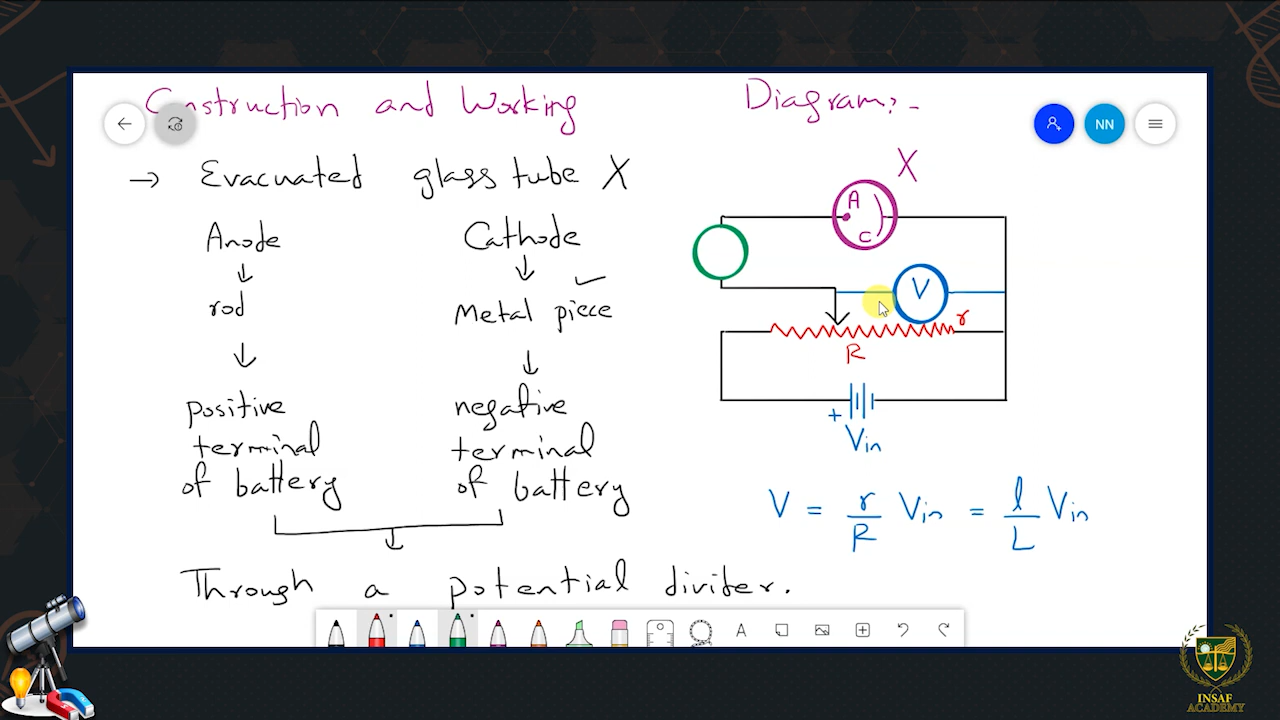 Construction and Working
Diagram:-
→ Evacuated glass tube X
Anode
↓
rod
↓
positive
terminal
of battery
Cathode
↓ ✓
Metal piece
↓
negative
terminal
of battery
↓
Through a potential divider.
X
A
C
V
r
R
+
Vin
V = r/R Vin = l/L Vin
NN
A
INSAF
ACADEMY